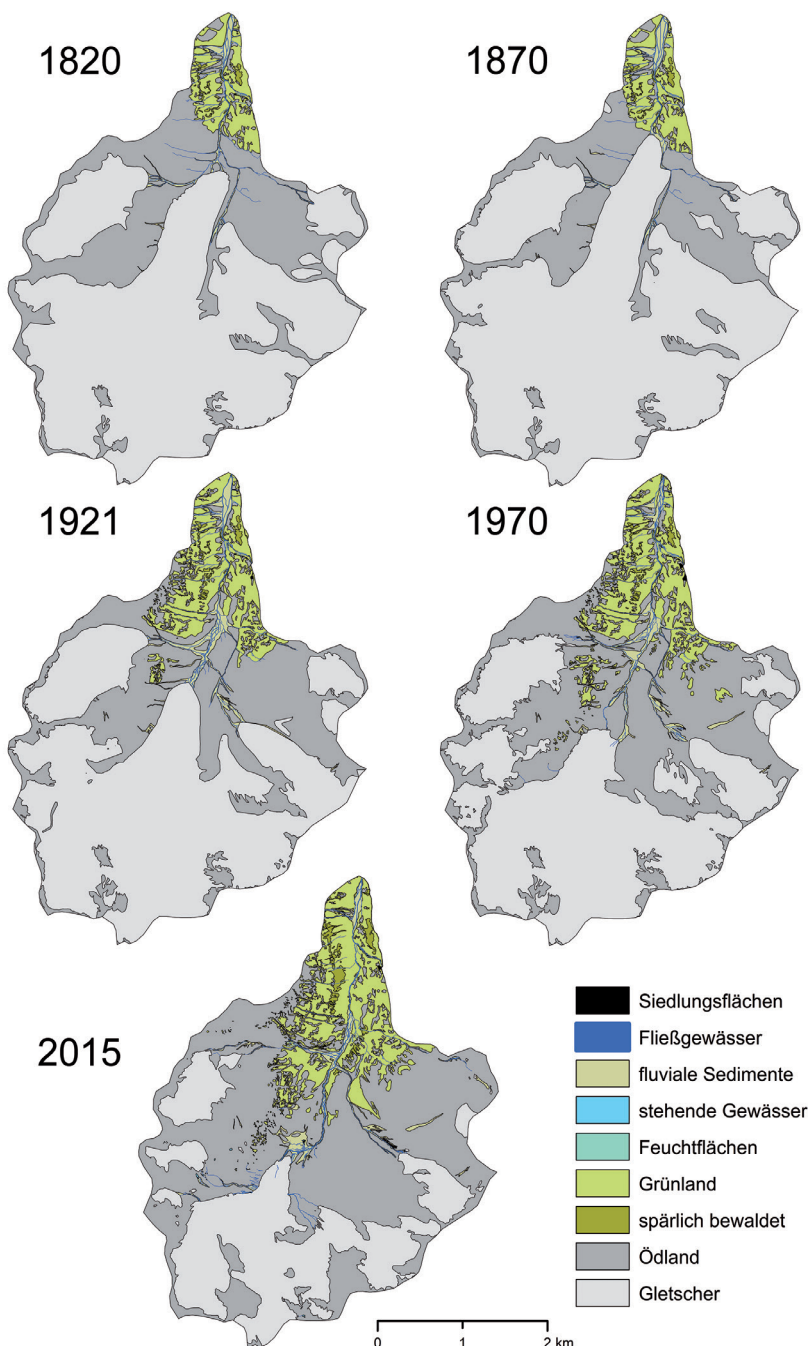 1820
1870
1921
1970
2015
Siedlungsflächen
Fließgewässer
fluviale Sedimente
stehende Gewässer
Feuchtflächen
Grünland
spärlich bewaldet
Ödland
Gletscher
0 1 2 km